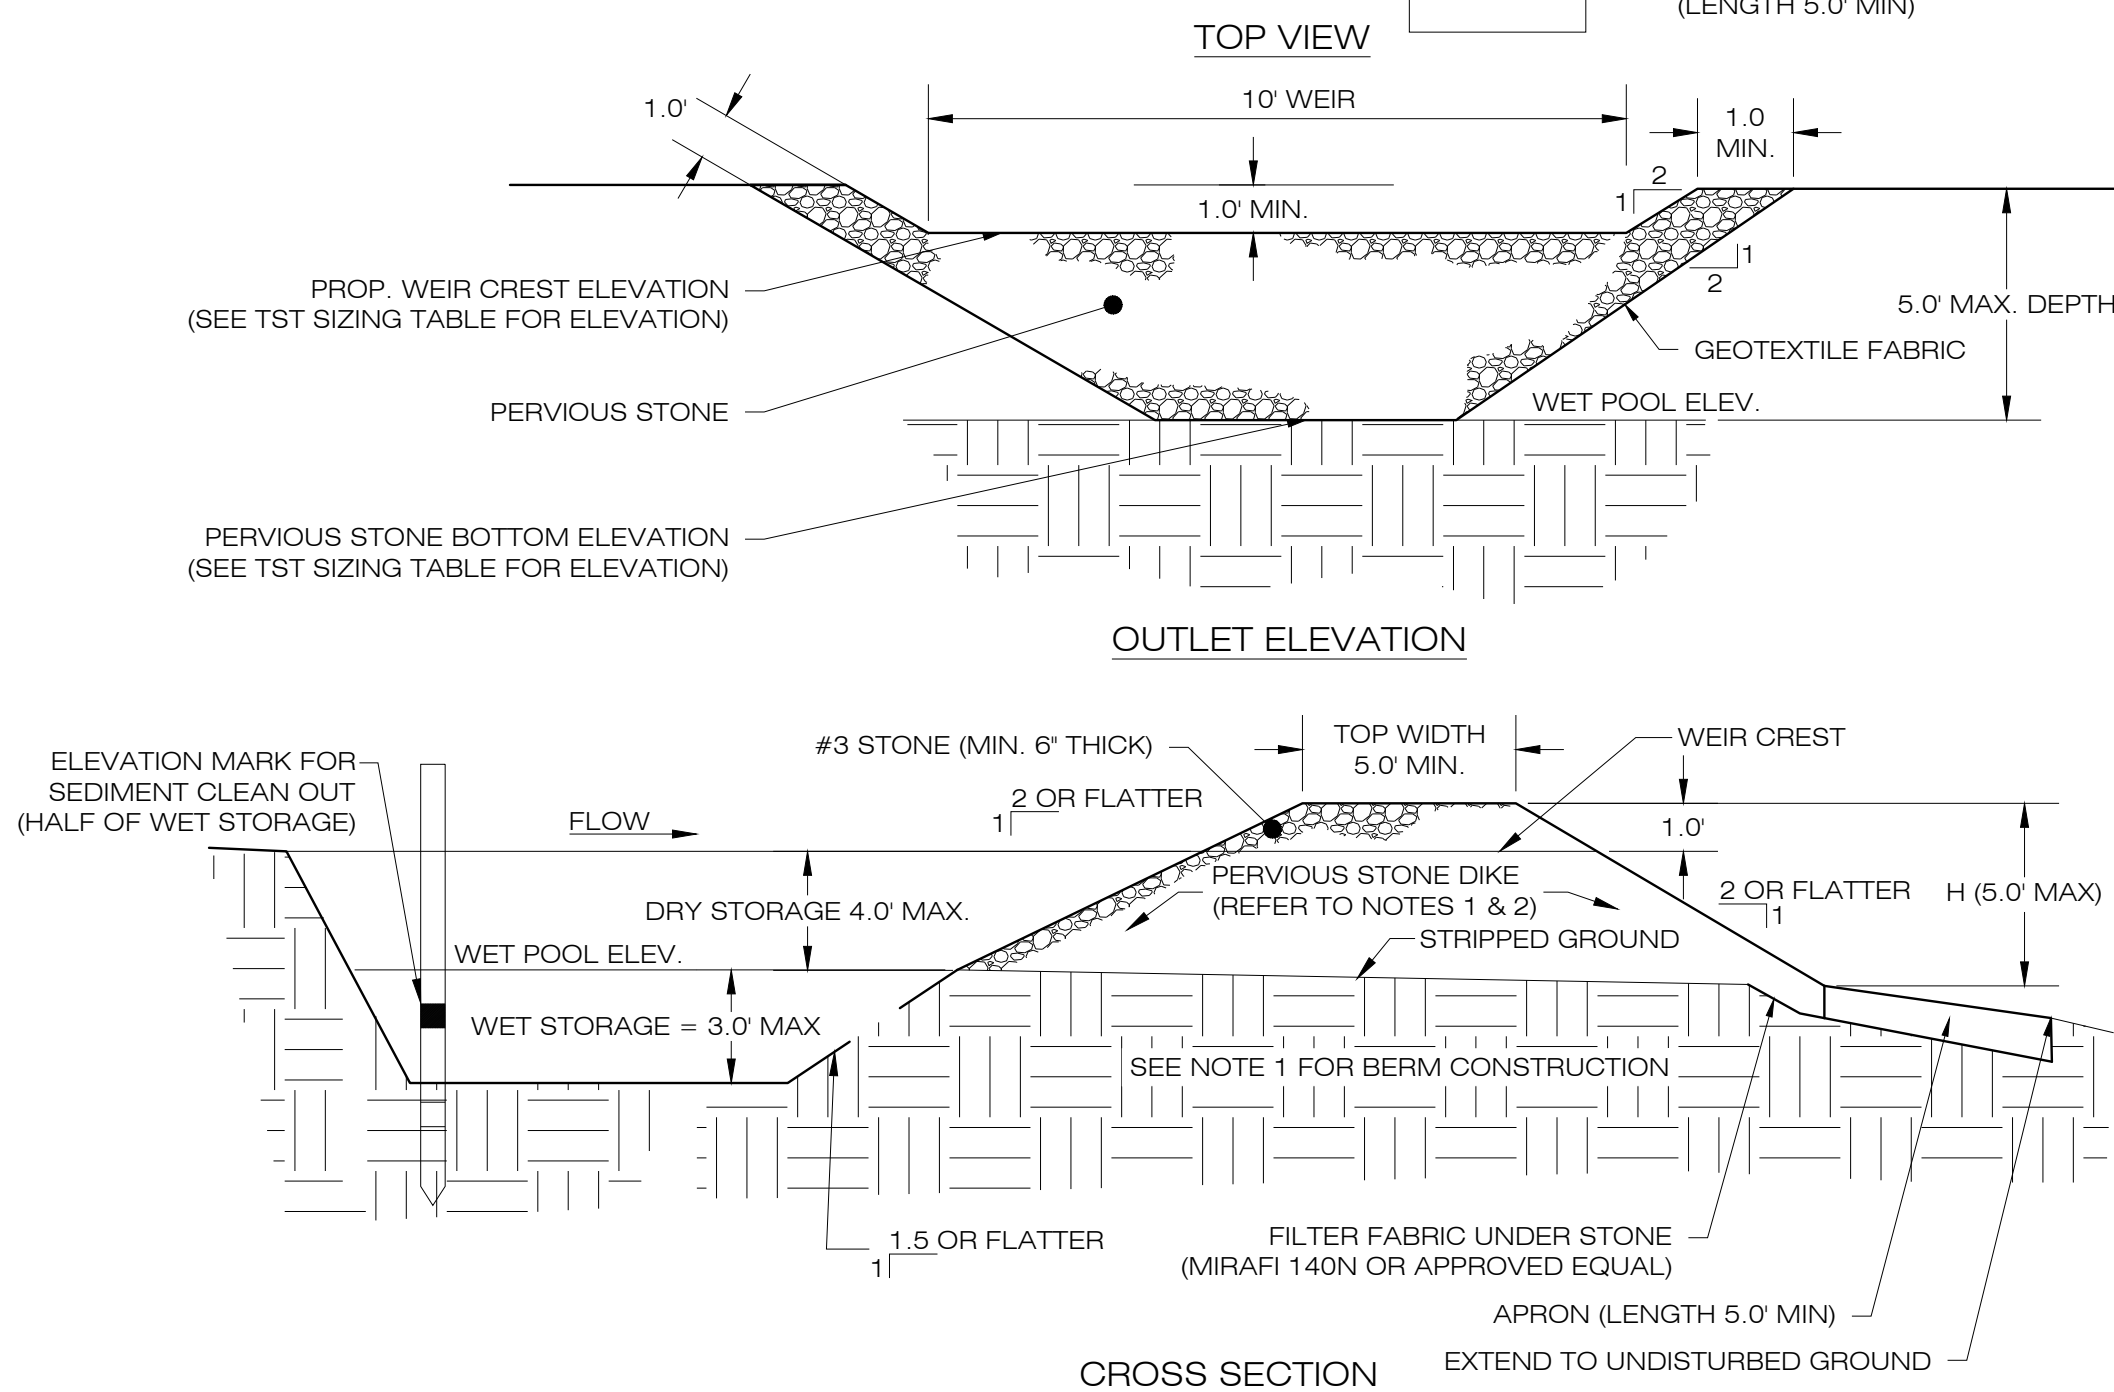 (LENGTH 5.0' MIN)
TOP VIEW
1.0'
10' WEIR
1.0
MIN.
2
1
1.0' MIN.
1
2
PROP. WEIR CREST ELEVATION
(SEE TST SIZING TABLE FOR ELEVATION)
5.0' MAX. DEPTH
GEOTEXTILE FABRIC
PERVIOUS STONE
WET POOL ELEV.
PERVIOUS STONE BOTTOM ELEVATION
(SEE TST SIZING TABLE FOR ELEVATION)
OUTLET ELEVATION
ELEVATION MARK FOR
SEDIMENT CLEAN OUT
(HALF OF WET STORAGE)
FLOW
#3 STONE (MIN. 6" THICK)
TOP WIDTH
5.0' MIN.
WEIR CREST
2 OR FLATTER
1
1.0'
DRY STORAGE 4.0' MAX.
PERVIOUS STONE DIKE
(REFER TO NOTES 1 & 2)
2 OR FLATTER
1
H (5.0' MAX)
STRIPPED GROUND
WET POOL ELEV.
WET STORAGE = 3.0' MAX
SEE NOTE 1 FOR BERM CONSTRUCTION
1.5 OR FLATTER
1
FILTER FABRIC UNDER STONE
(MIRAFI 140N OR APPROVED EQUAL)
APRON (LENGTH 5.0' MIN)
EXTEND TO UNDISTURBED GROUND
CROSS SECTION